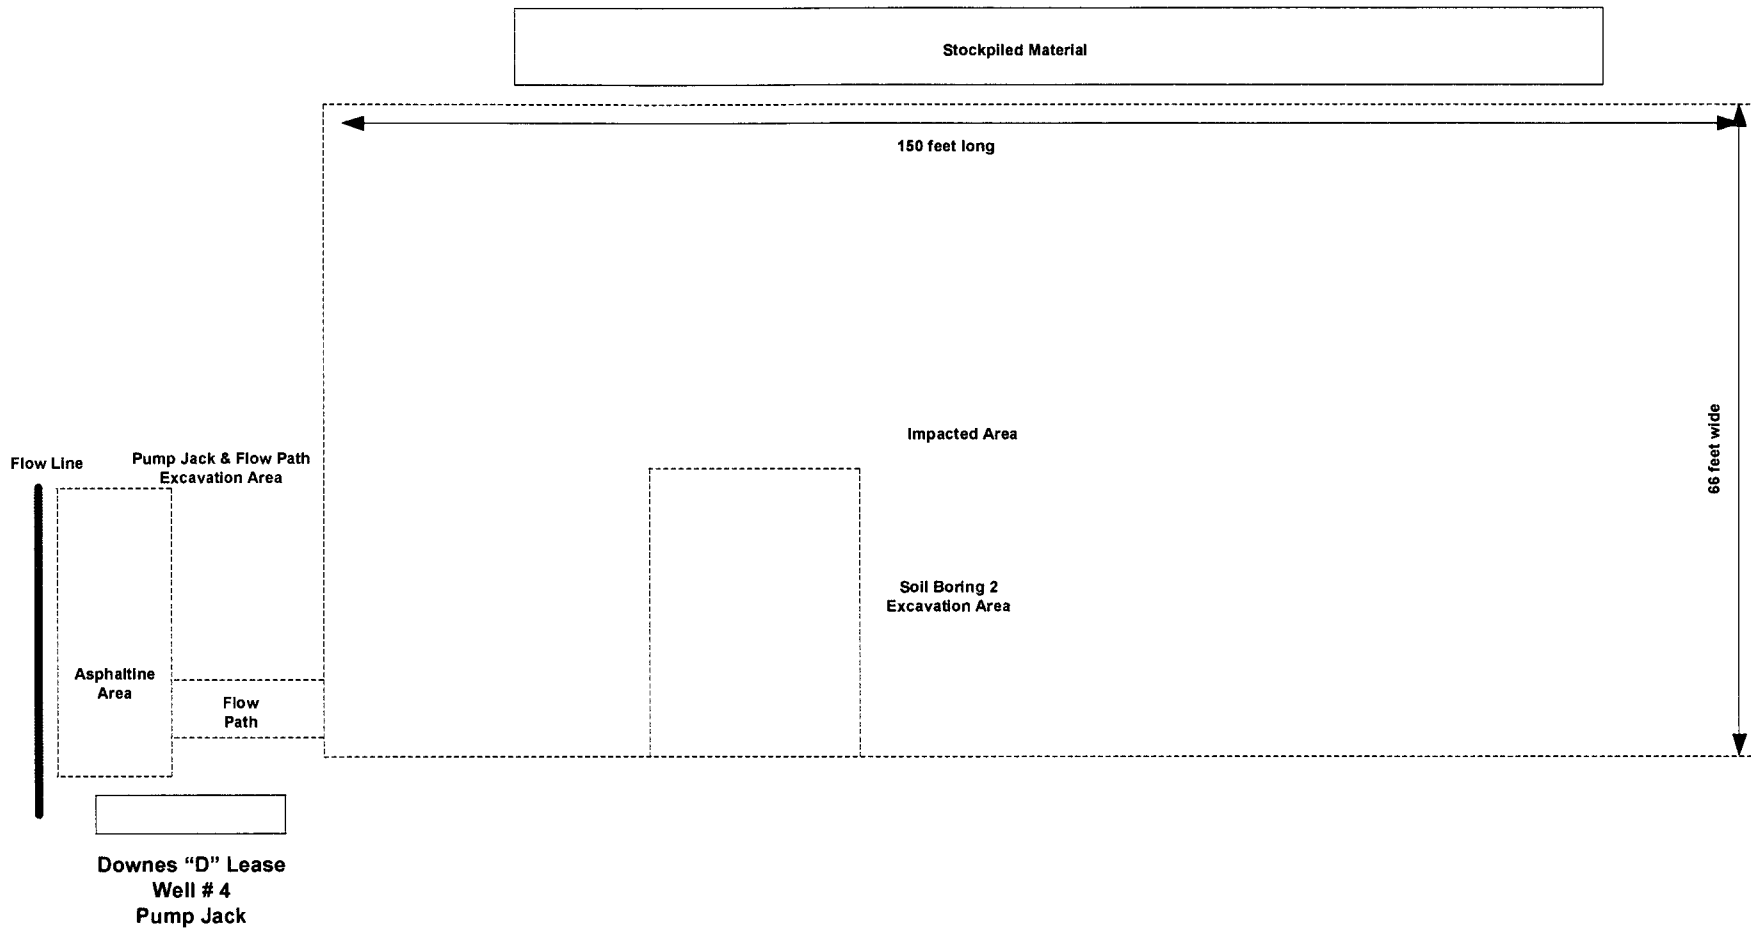 Stockpiled Material
150 feet long
66 feet wide
Impacted Area
Flow Line
Pump Jack & Flow Path
Excavation Area
Soil Boring 2
Excavation Area
Asphaltine
Area
Flow
Path
Downes “D” Lease
Well # 4
Pump Jack